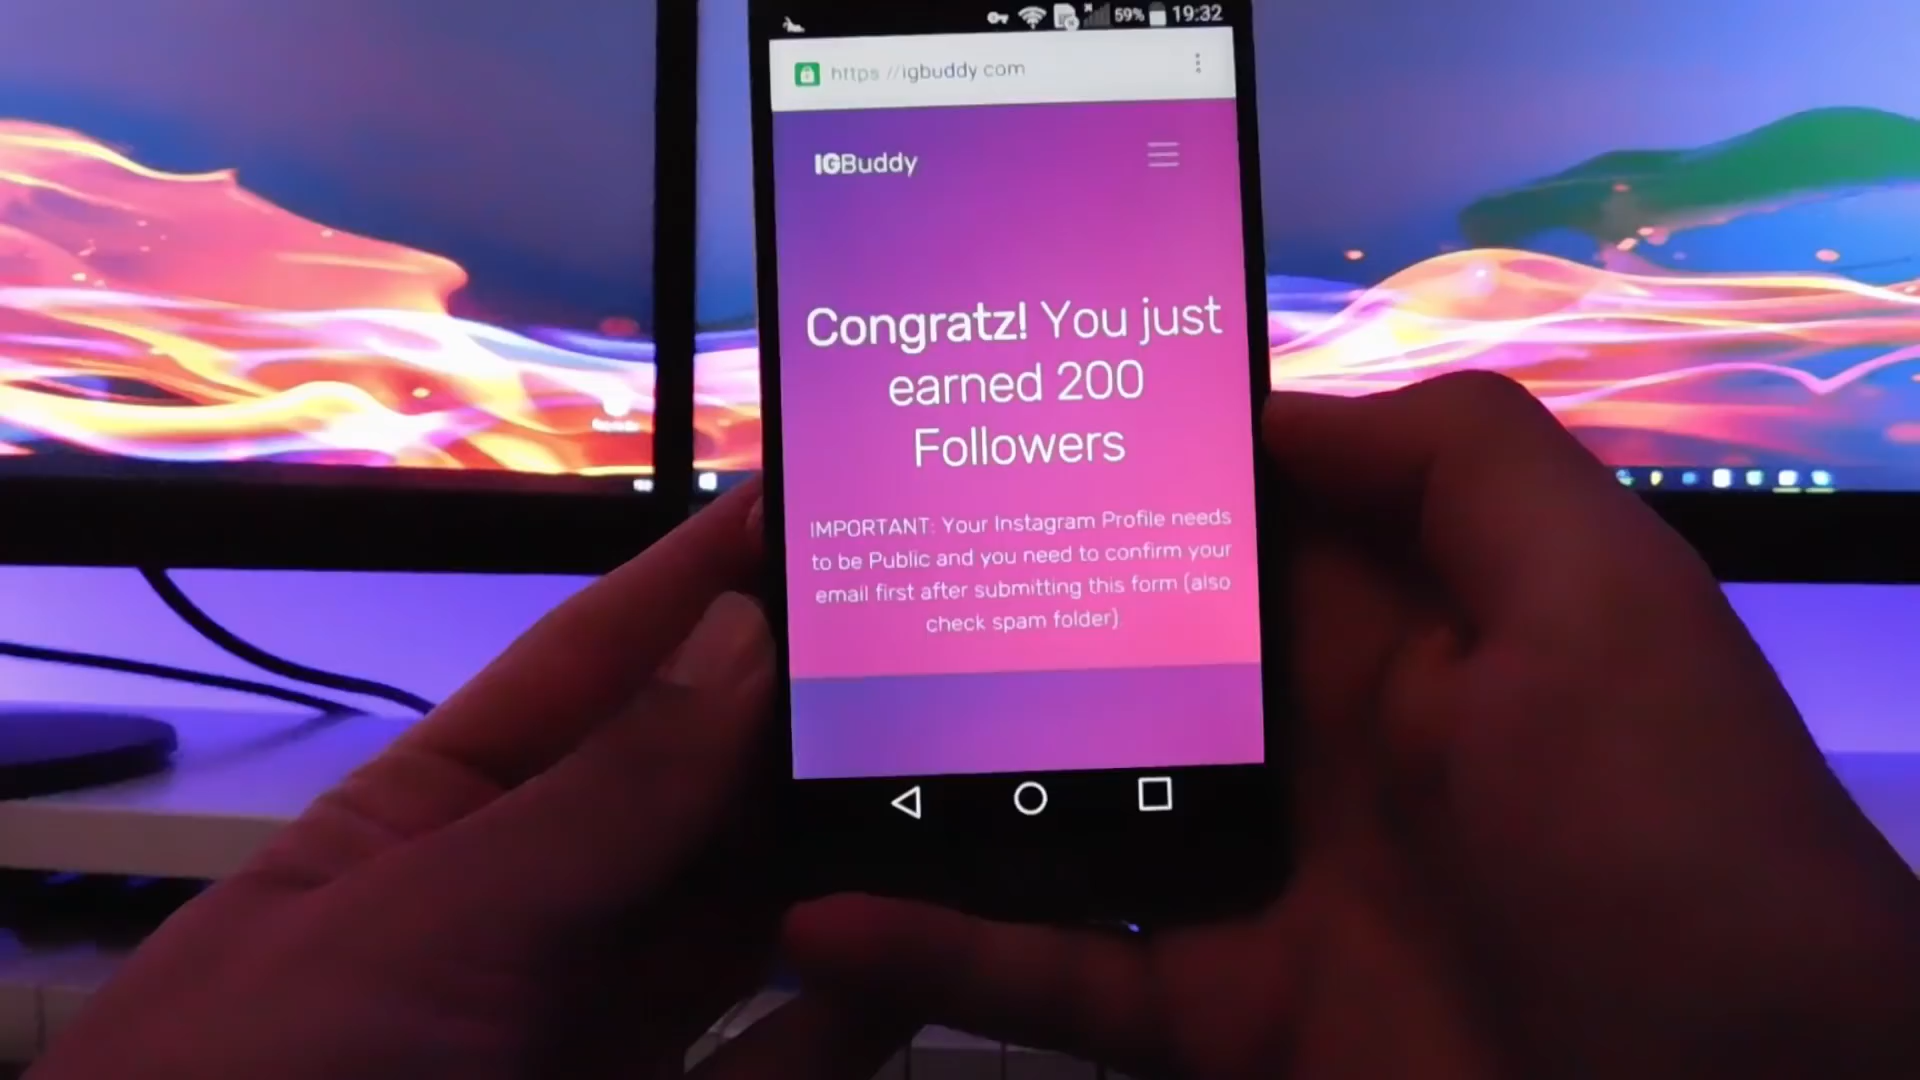 59% 19:32
https://igbuddy.com
IGBuddy
Congratz! You just
earned 200
Followers
IMPORTANT: Your Instagram Profile needs
to be Public and you need to confirm your
email first after submitting this form (also
check spam folder).